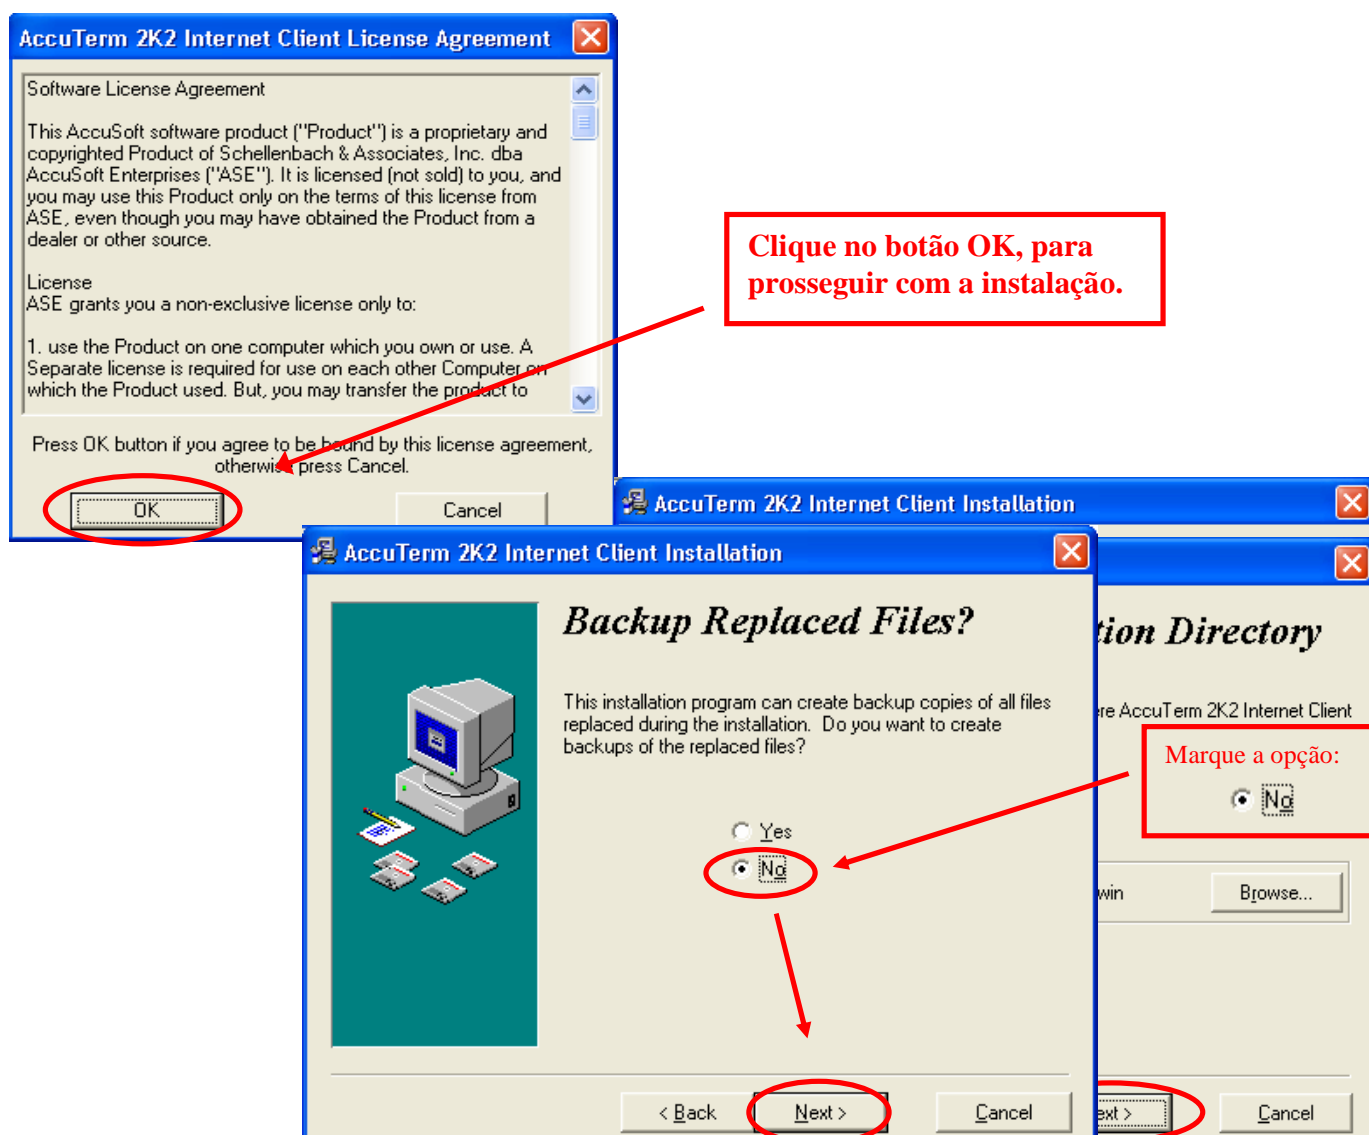 AccuTerm 2K2 Internet Client License Agreement
Software License Agreement
This AccuSoft software product ("Product") is a proprietary and
copyrighted Product of Schellenbach & Associates, Inc. dba
AccuSoft Enterprises ("ASE"). It is licensed (not sold) to you, and
you may use this Product only on the terms of this license from
ASE, even though you may have obtained the Product from a
dealer or other source.
License
ASE grants you a non-exclusive license only to:
1. use the Product on one computer which you own or use. A
Separate license is required for use on each other Computer on
which the Product used. But, you may transfer the product to
Press OK button if you agree to be bound by this license agreement,
otherwise press Cancel.
OK
Cancel
Clique no botão OK, para
prosseguir com a instalação.
AccuTerm 2K2 Internet Client Installation
AccuTerm 2K2 Internet Client Installation
Backup Replaced Files?
This installation program can create backup copies of all files
replaced during the installation. Do you want to create
backups of the replaced files?
Yes
No
< Back
Next >
Cancel
tion Directory
re AccuTerm 2K2 Internet Client
Marque a opção:
No
win
Browse...
ext >
Cancel